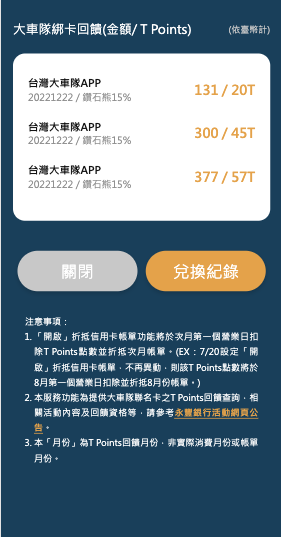 大車隊綁卡回饋(金額/ T Points)
(依臺幣計)
台灣大車隊APP
131 / 20T
20221222 / 鑽石熊15%
台灣大車隊APP
300 / 45T
20221222 / 鑽石熊15%
台灣大車隊APP
377 / 57T
20221222 / 鑽石熊15%
關閉
兌換紀錄
注意事項：
1. 「開啟」折抵信用卡帳單功能將於次月第一個營業日扣
除T Points點數並折抵次月帳單。(EX：7/20設定「開
啟」折抵信用卡帳單，不再異動，則該T Points點數將於
8月第一個營業日扣除並折抵8月份帳單。)
2. 本服務功能為提供大車隊聯名卡之T Points回饋查詢，相
關活動內容及回饋資格等，請參考永豐銀行活動網頁公
告。
3. 本「月份」為T Points回饋月份，非實際消費月份或帳單
月份。